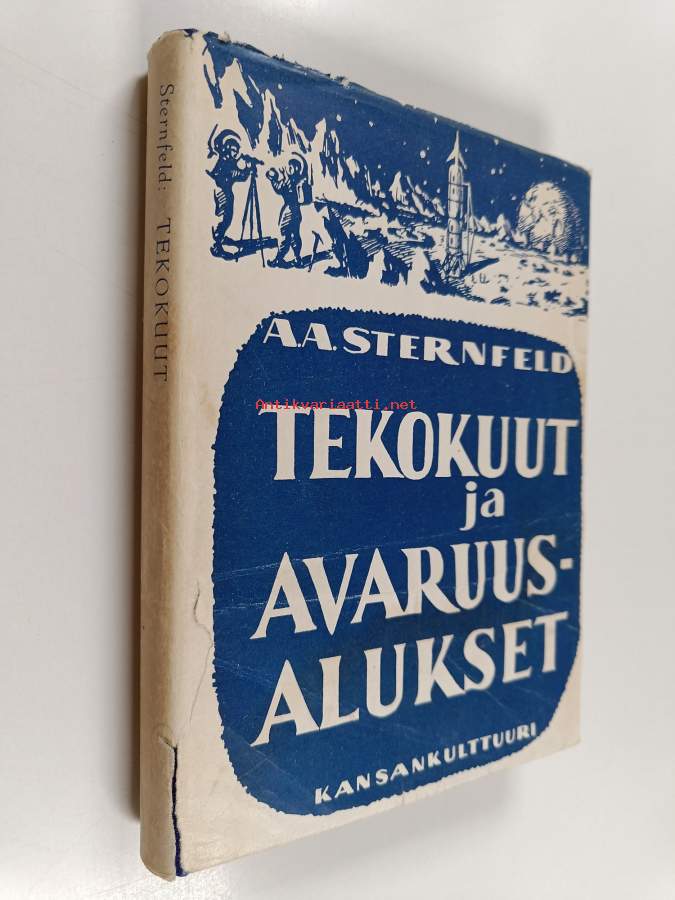 Sternfeld: TEKOKUUT
A.A. STERNFELD
Antikvariaatti.net
TEKOKUUT
ja
AVARUUS-
ALUKSET
KANSANKULTTUURI